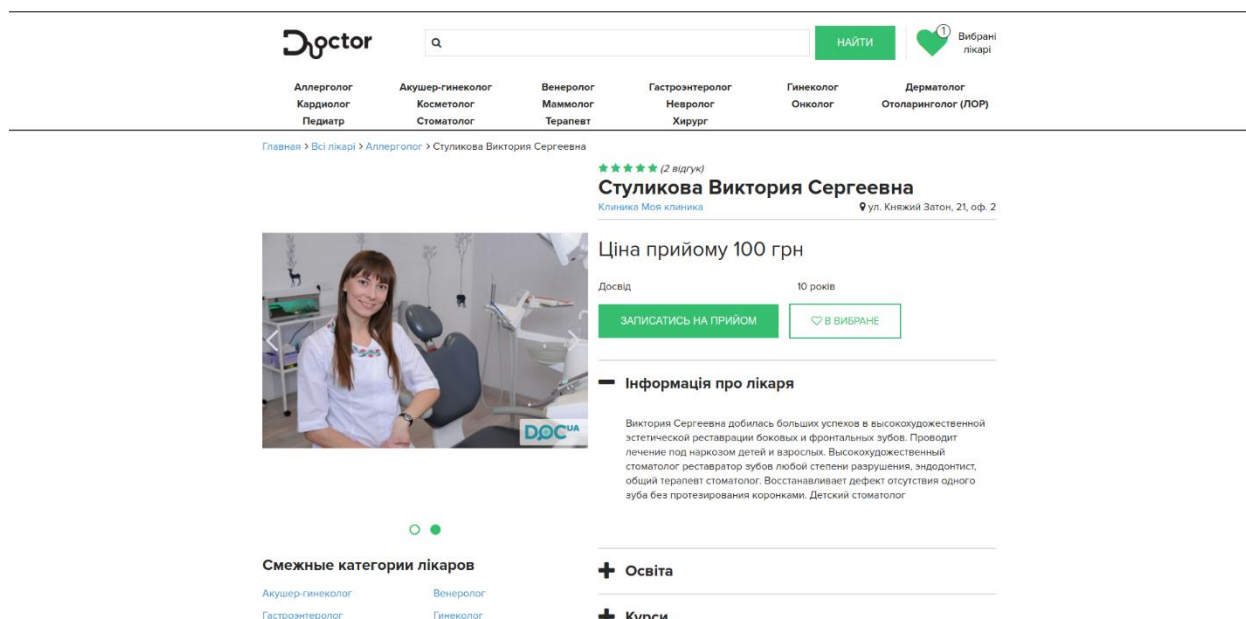 Doctor
НАЙТИ
1
Вибрані
лікарі
Аллерголог Акушер-гинеколог Венеролог Гастроэнтеролог Гинеколог Дерматолог
Кардиолог Косметолог Маммолог Невролог Онколог Отоларинголог (ЛОР)
Педиатр Стоматолог Терапевт Хирург
Главная > Всі лікарі > Аллерголог > Стуликова Виктория Сергеевна
(2 відгук)
Стуликова Виктория Сергеевна
Клиника Моя клиника ул. Княжий Затон, 21, оф. 2
Ціна прийому 100 грн
Досвід 10 років
ЗАПИСАТИСЬ НА ПРИЙОМ В ВИБРАНЕ
Інформація про лікаря
Виктория Сергеевна добилась больших успехов в высокохудожественной
эстетической реставрации боковых и фронтальных зубов. Проводит
лечение под наркозом детей и взрослых. Высокохудожественный
стоматолог реставратор зубов любой степени разрушения, эндодонтист,
общий терапевт стоматолог. Восстанавливает дефект отсутствия одного
зуба без протезирования коронками. Детский стоматолог
DOC UA
Смежные категории лікаров
Акушер-гинеколог Венеролог
Гастроэнтеролог Гинеколог
Освіта
Курси